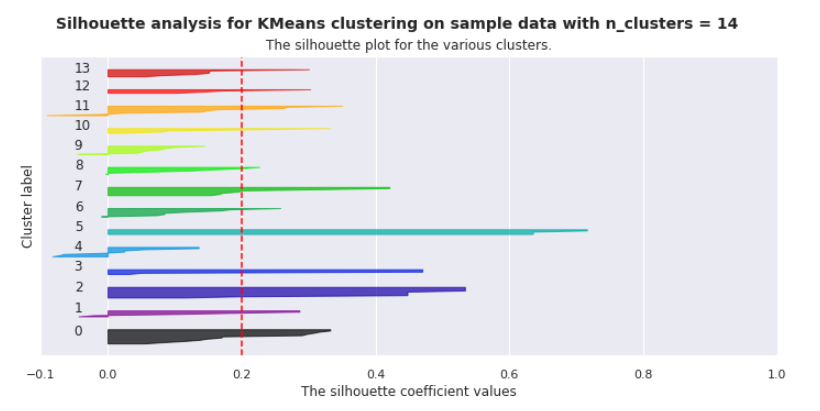 Silhouette analysis for KMeans clustering on sample data with n_clusters = 14
The silhouette plot for the various clusters.
13
12
11
10
9
8
7
6
5
4
3
2
1
0
Cluster label
−0.1 0.0 0.2 0.4 0.6 0.8 1.0
The silhouette coefficient values